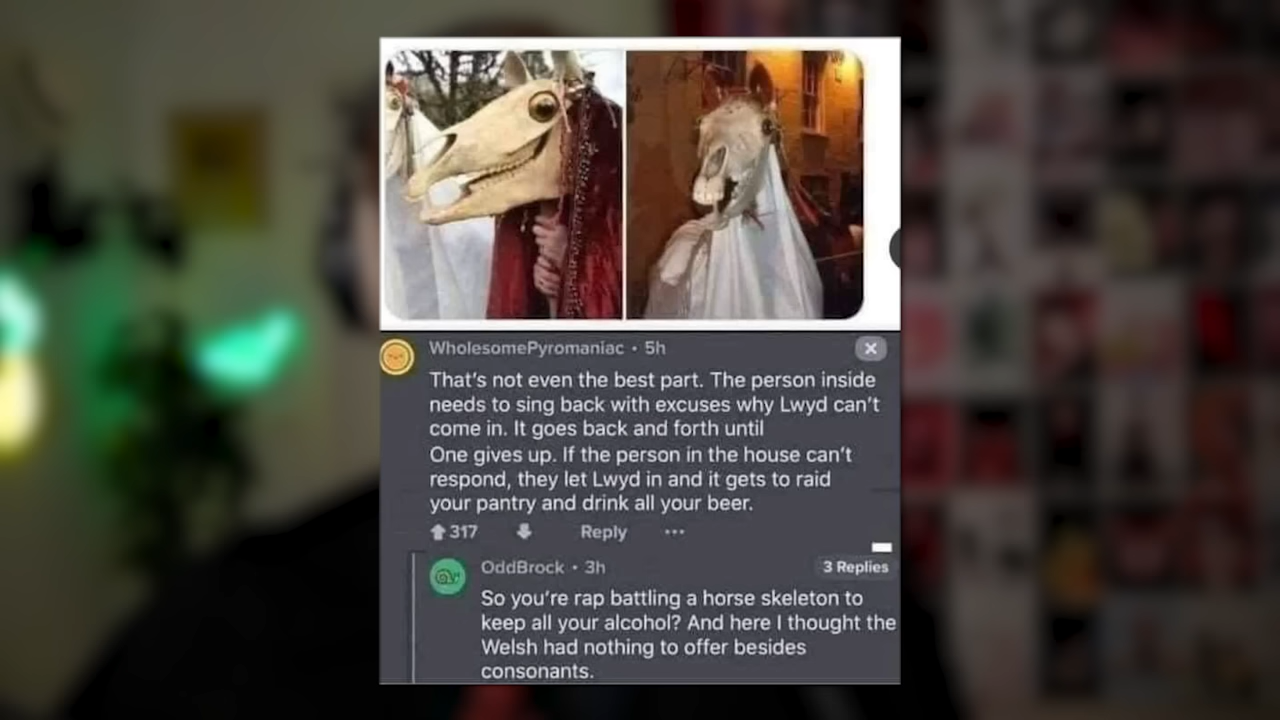 WholesomePyromaniac • 5h
That's not even the best part. The person inside
needs to sing back with excuses why Lwyd can't
come in. It goes back and forth until
One gives up. If the person in the house can't
respond, they let Lwyd in and it gets to raid
your pantry and drink all your beer.
317 Reply
OddBrock • 3h 3 Replies
So you're rap battling a horse skeleton to
keep all your alcohol? And here I thought the
Welsh had nothing to offer besides
consonants.